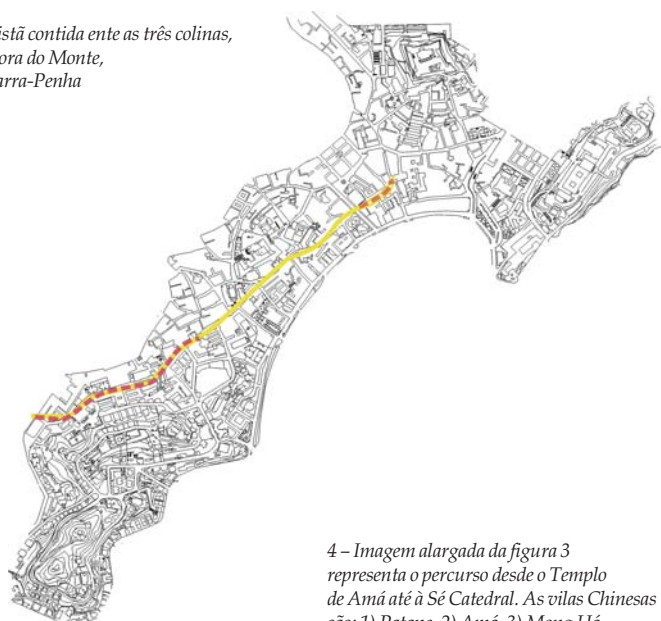 istã contida ente as três colinas,
ora do Monte,
arra-Penha
4 – Imagem alargada da figura 3
representa o percurso desde o Templo
de Amá até à Sé Catedral. As vilas Chinesas